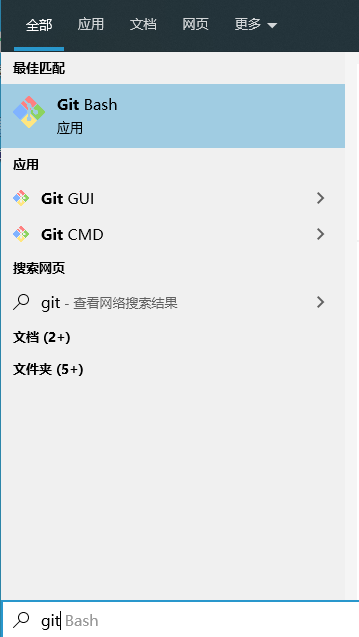 全部 应用 文档 网页 更多
最佳匹配
Git Bash
应用
应用
Git GUI
Git CMD
搜索网页
git - 查看网络搜索结果
文档 (2+)
文件夹 (5+)
git Bash